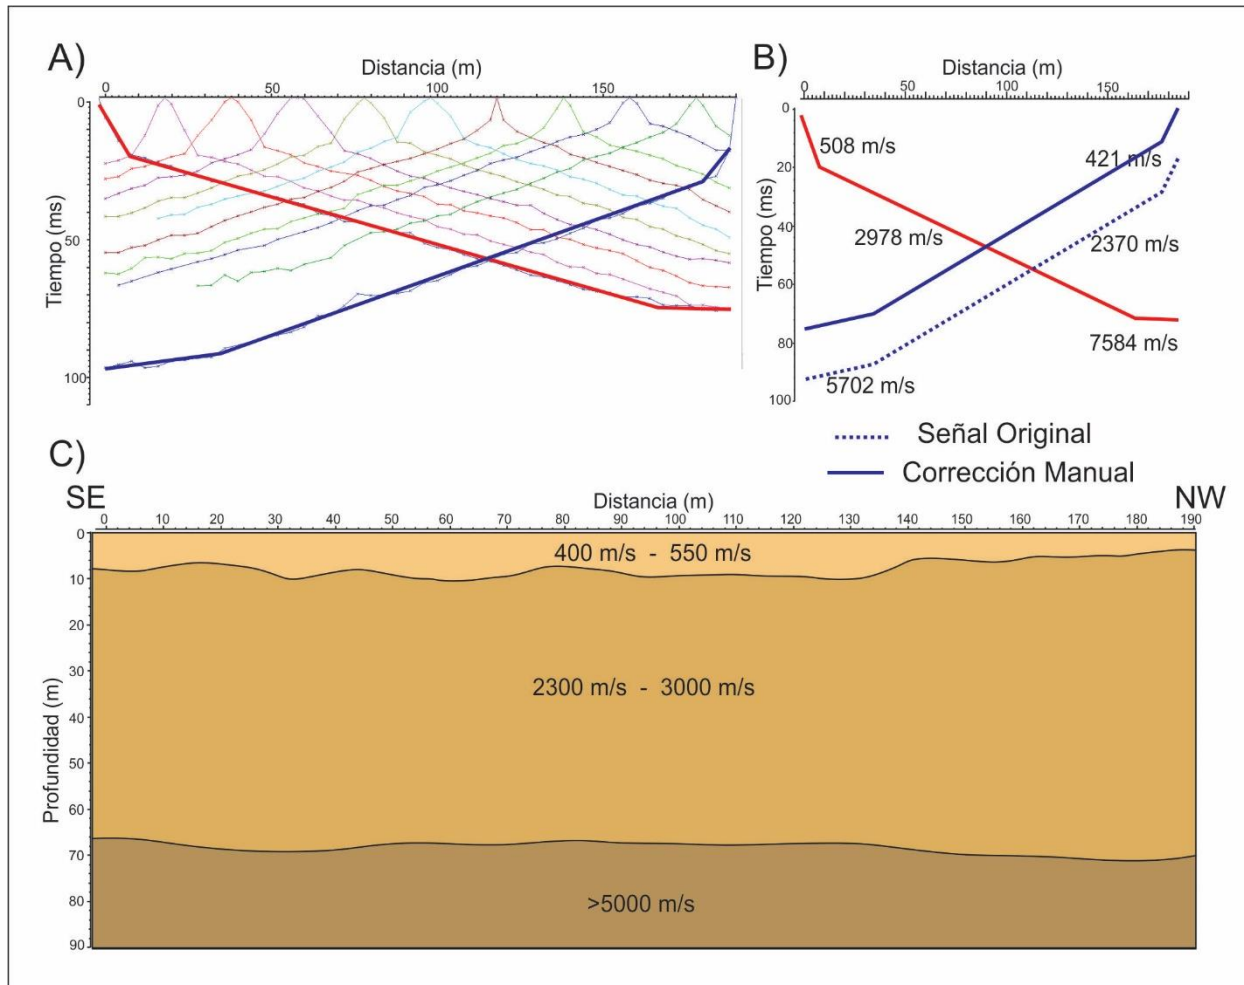 A)
Distancia (m)
0 50 100 150
Tiempo (ms)
0
50
100
B)
Distancia (m)
0 50 100 150
Tiempo (ms)
0
20
40
60
80
100
508 m/s
421 m/s
2978 m/s
2370 m/s
7584 m/s
5702 m/s
Señal Original
Corrección Manual
C)
SE
Distancia (m)
NW
0 10 20 30 40 50 60 70 80 90 100 110 120 130 140 150 160 170 180 190
Profundidad (m)
0
10
20
30
40
50
60
70
80
90
400 m/s - 550 m/s
2300 m/s - 3000 m/s
>5000 m/s